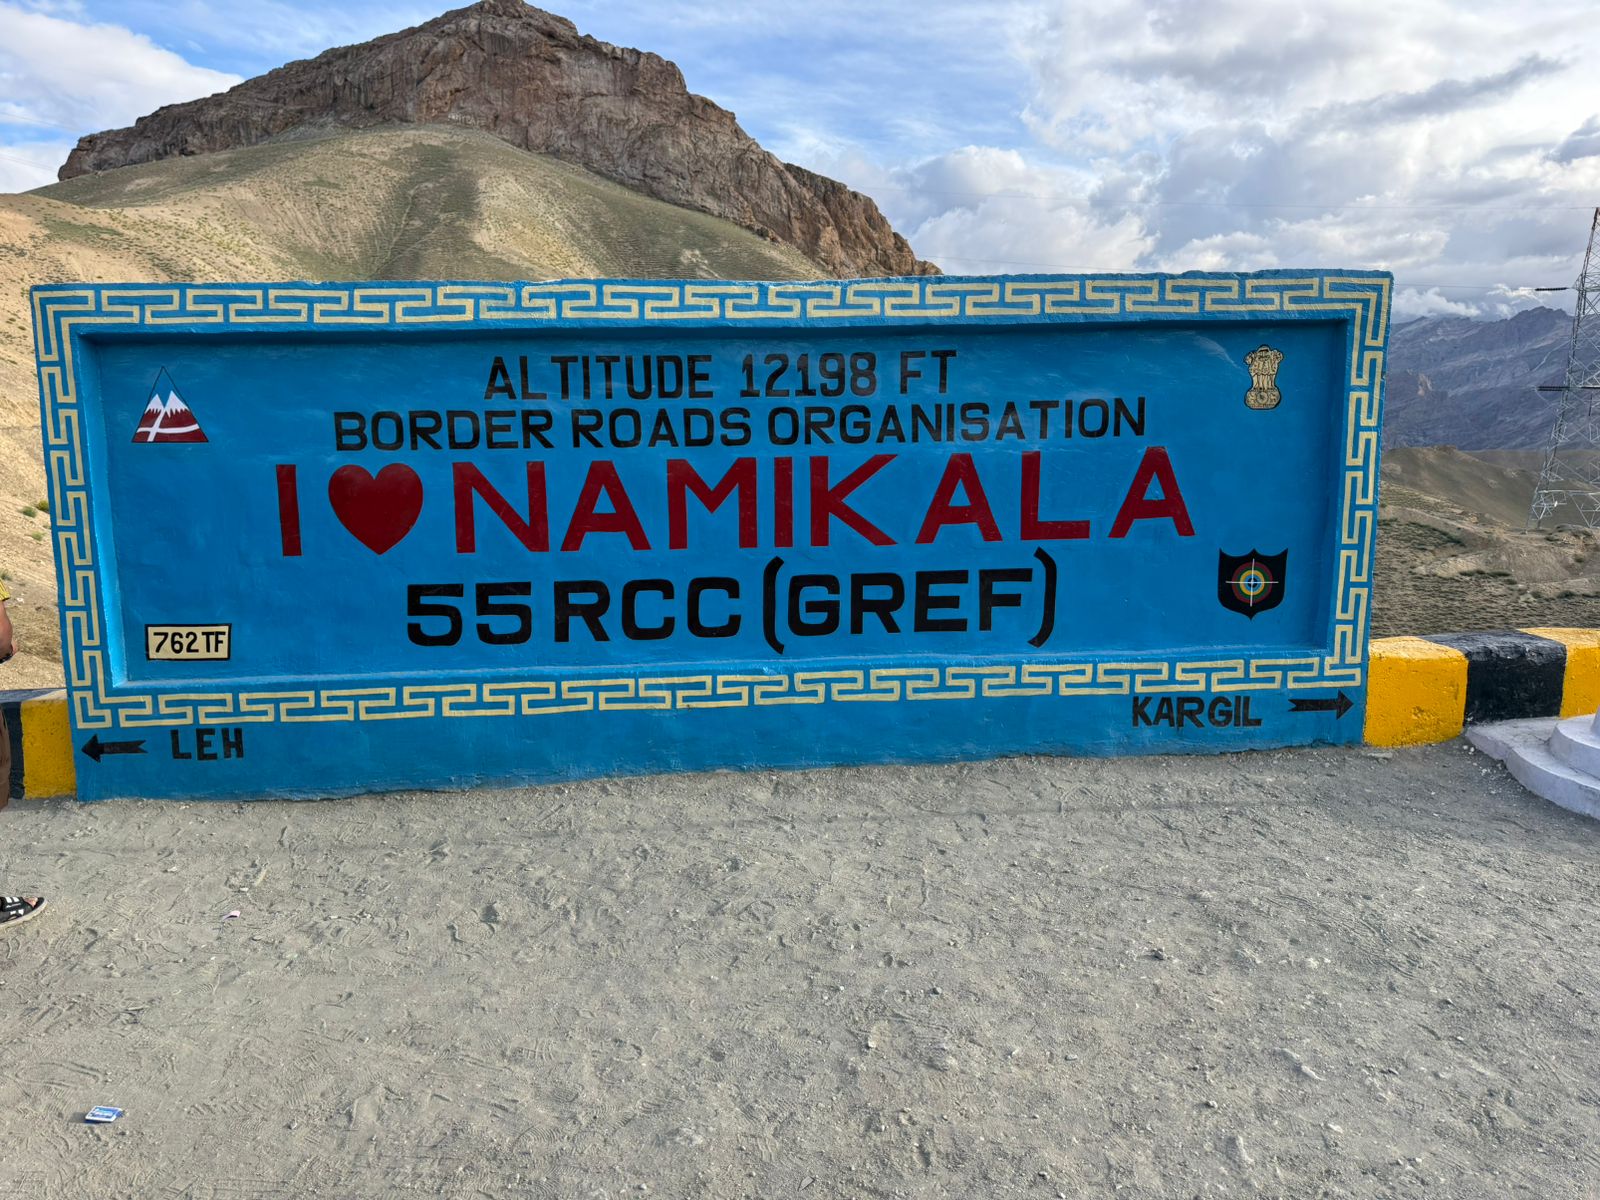 ALTITUDE 12198 FT
BORDER ROADS ORGANISATION
I ❤ NAMIKALA
55 RCC (GREF)
762 TF
LEH
KARGIL